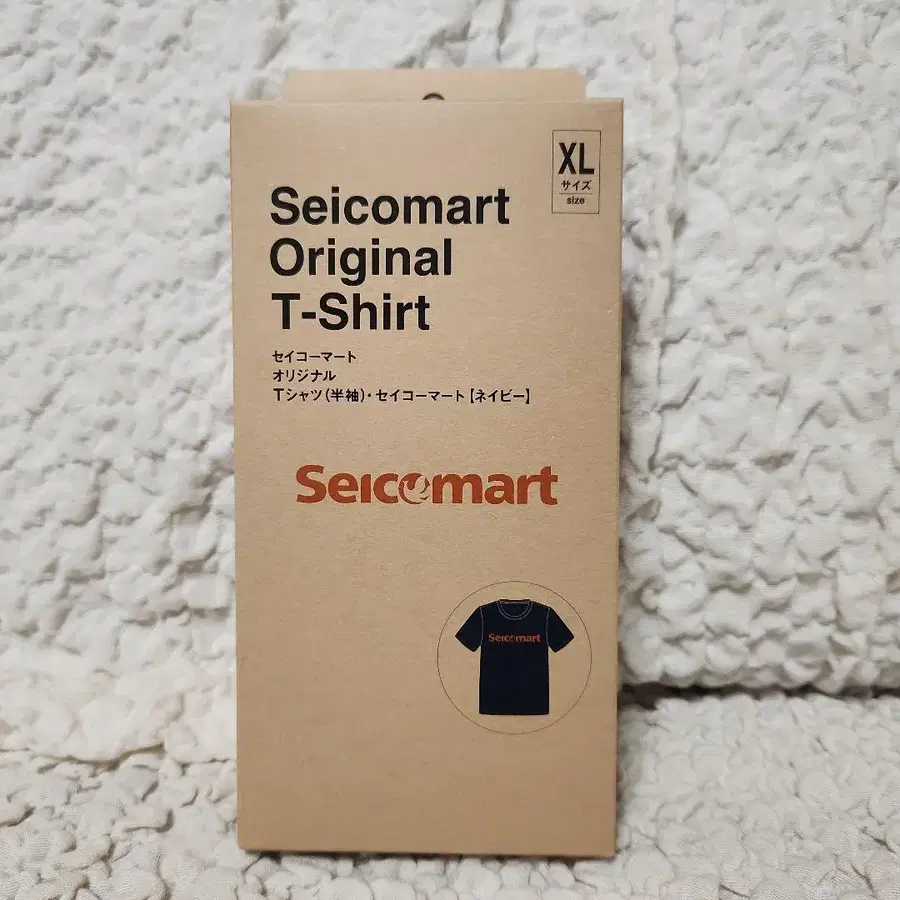 XL
サイズ
size
Seicomart
Original
T-Shirt
セイコーマート
オリジナル
Tシャツ(半袖)・セイコーマート【ネイビー】
Seicomart
Seicomart